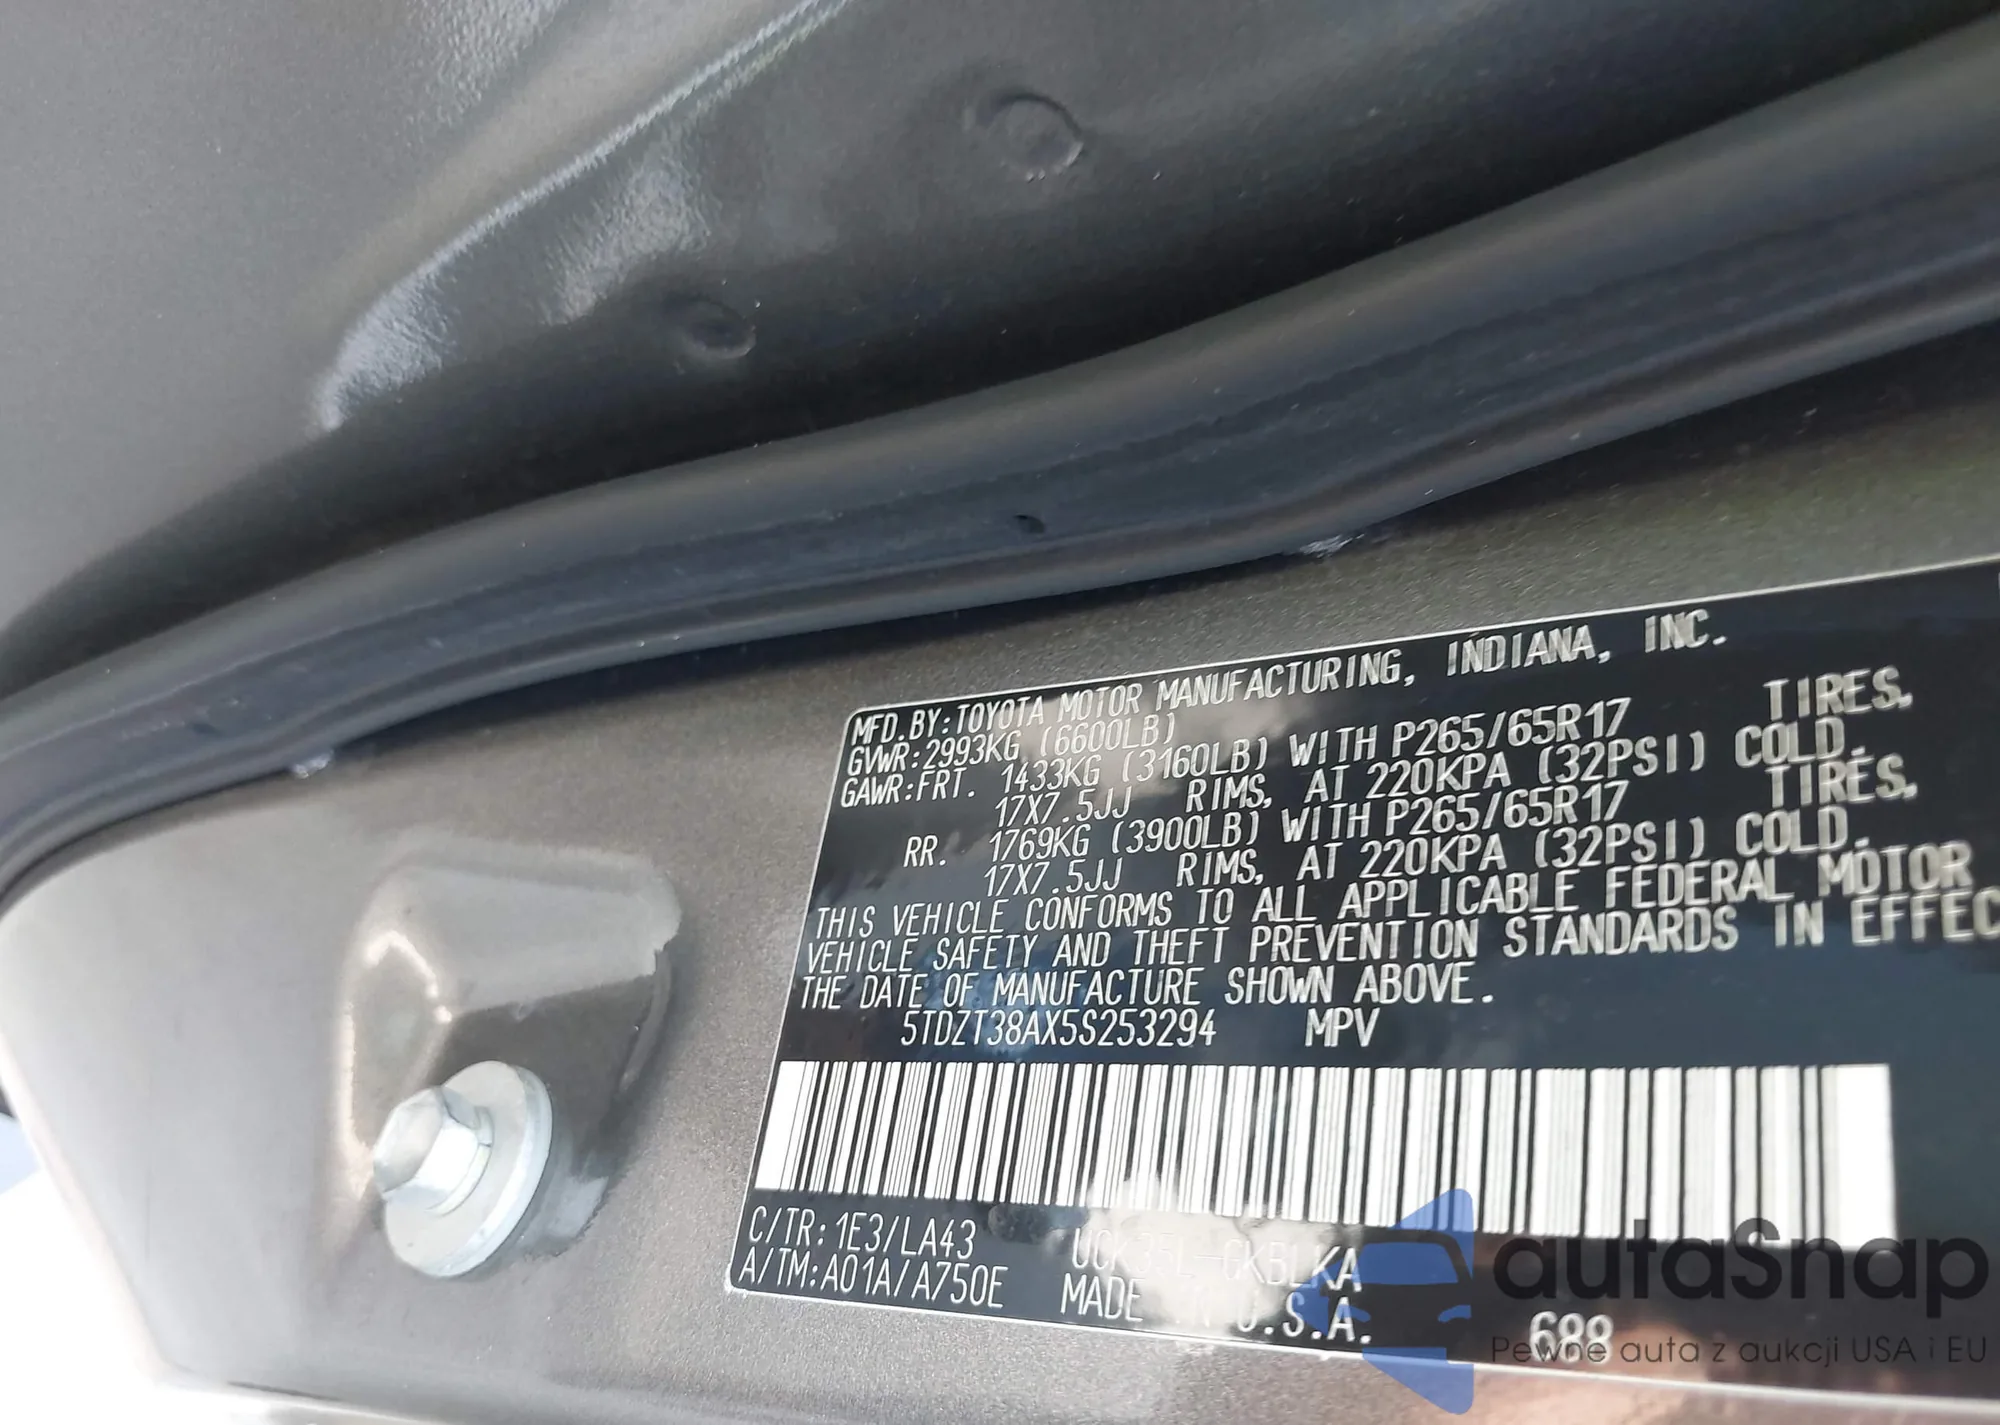 MFD.BY:TOYOTA MOTOR MANUFACTURING, INDIANA, INC.
GVWR:2993KG (6600LB)
GAWR:FRT. 1433KG (3160LB) WITH P265/65R17 TIRES,
17X7.5JJ RIMS, AT 220KPA (32PSI) COLD.
RR. 1769KG (3900LB) WITH P265/65R17 TIRES,
17X7.5JJ RIMS, AT 220KPA (32PSI) COLD.
THIS VEHICLE CONFORMS TO ALL APPLICABLE FEDERAL MOTOR
VEHICLE SAFETY AND THEFT PREVENTION STANDARDS IN EFFEC
THE DATE OF MANUFACTURE SHOWN ABOVE.
5TDZT38AX5S253294 MPV
C/TR:1E3/LA43 UCK35L-GKBLKA
A/TM:A01A/A750E MADE IN U.S.A. 688
autoSnap
Pewne auta z aukcji USA i EU